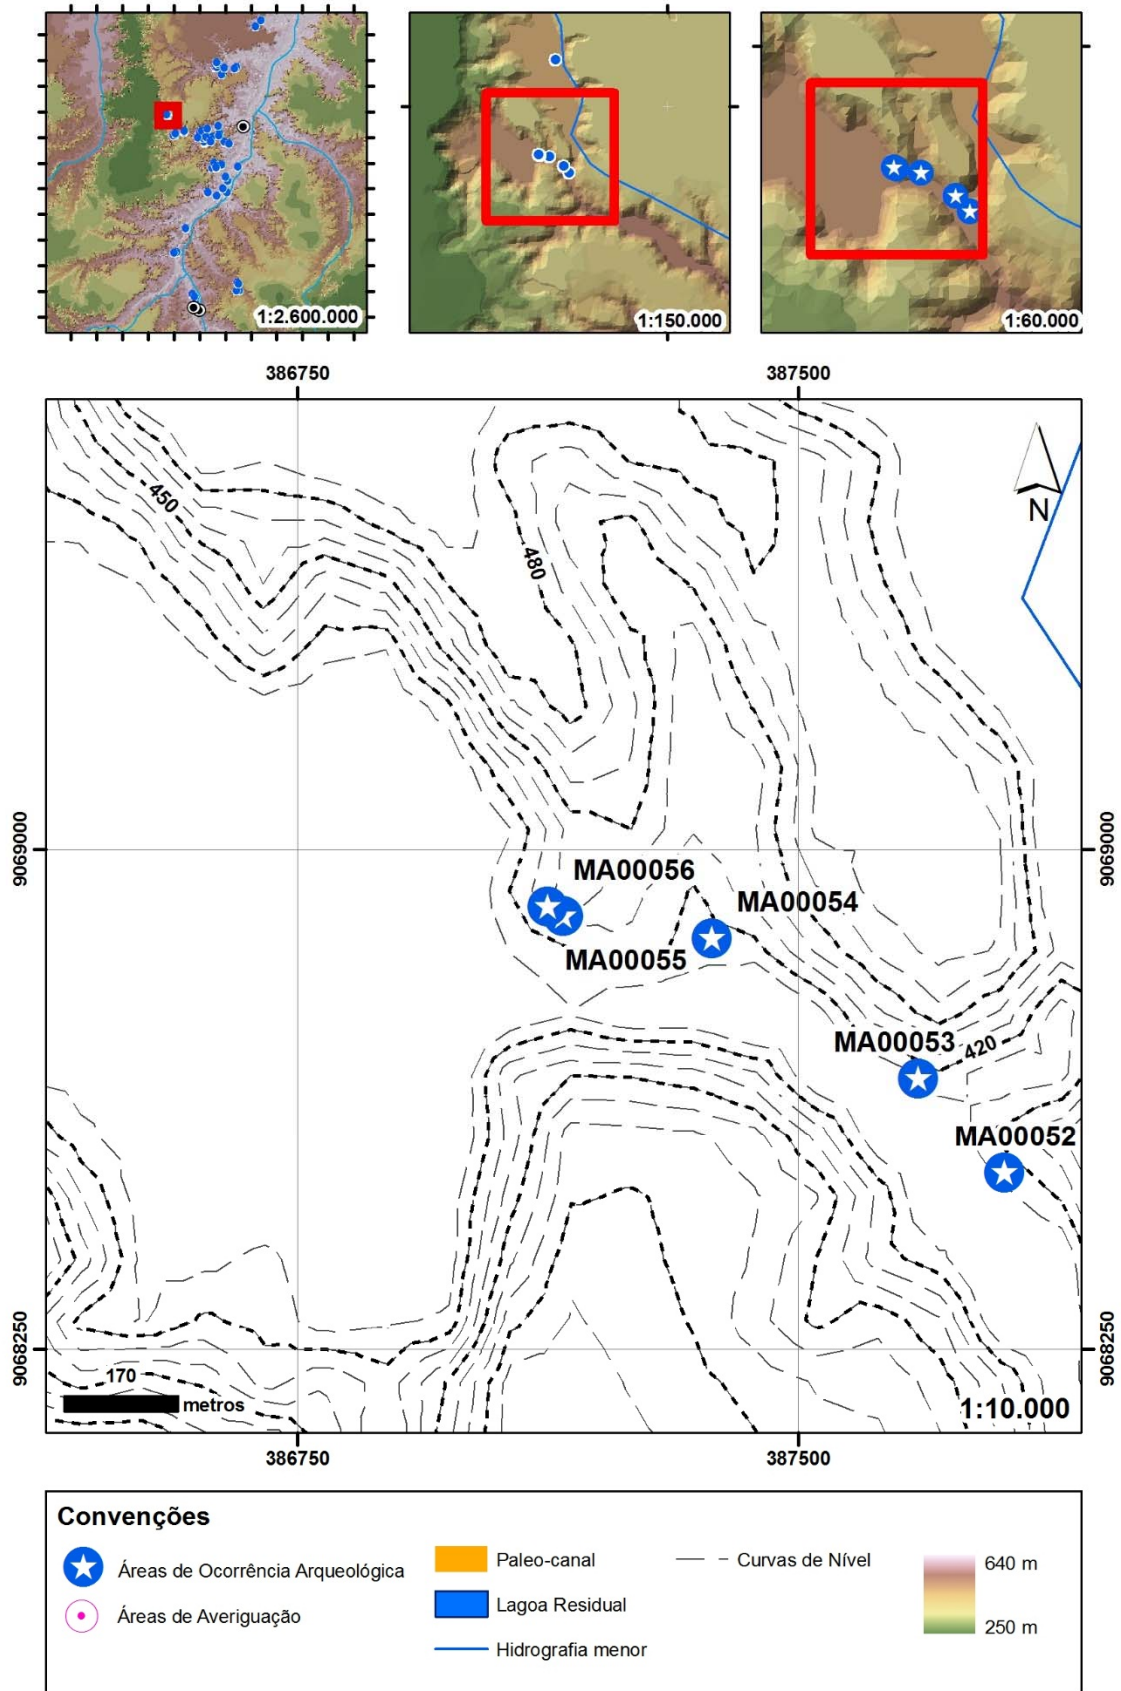 1:2.600.000
1:150.000
1:60.000
386750
387500
450
480
N
9069000
9069000
MA00056
MA00054
MA00055
MA00053
420
MA00052
9068250
9068250
170
metros
1:10.000
386750
387500
Convenções
Áreas de Ocorrência Arqueológica
Paleo-canal
Curvas de Nível
640 m
Áreas de Averiguação
Lagoa Residual
250 m
Hidrografia menor